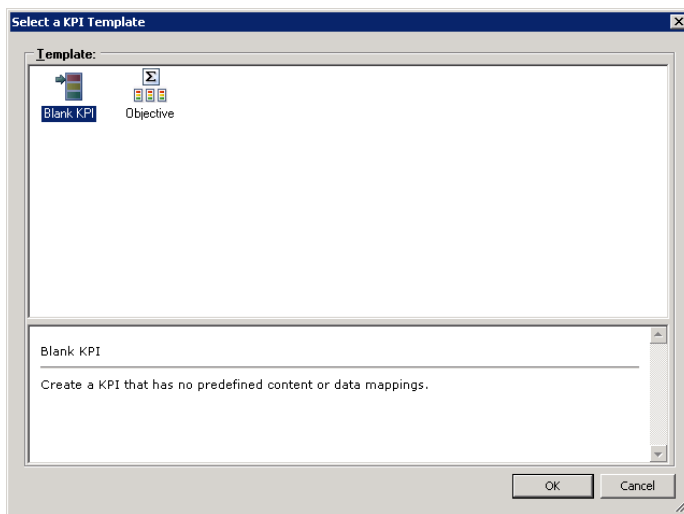 Select a KPI Template
Template:
Σ
Blank KPI
Objective
Blank KPI
Create a KPI that has no predefined content or data mappings.
OK
Cancel